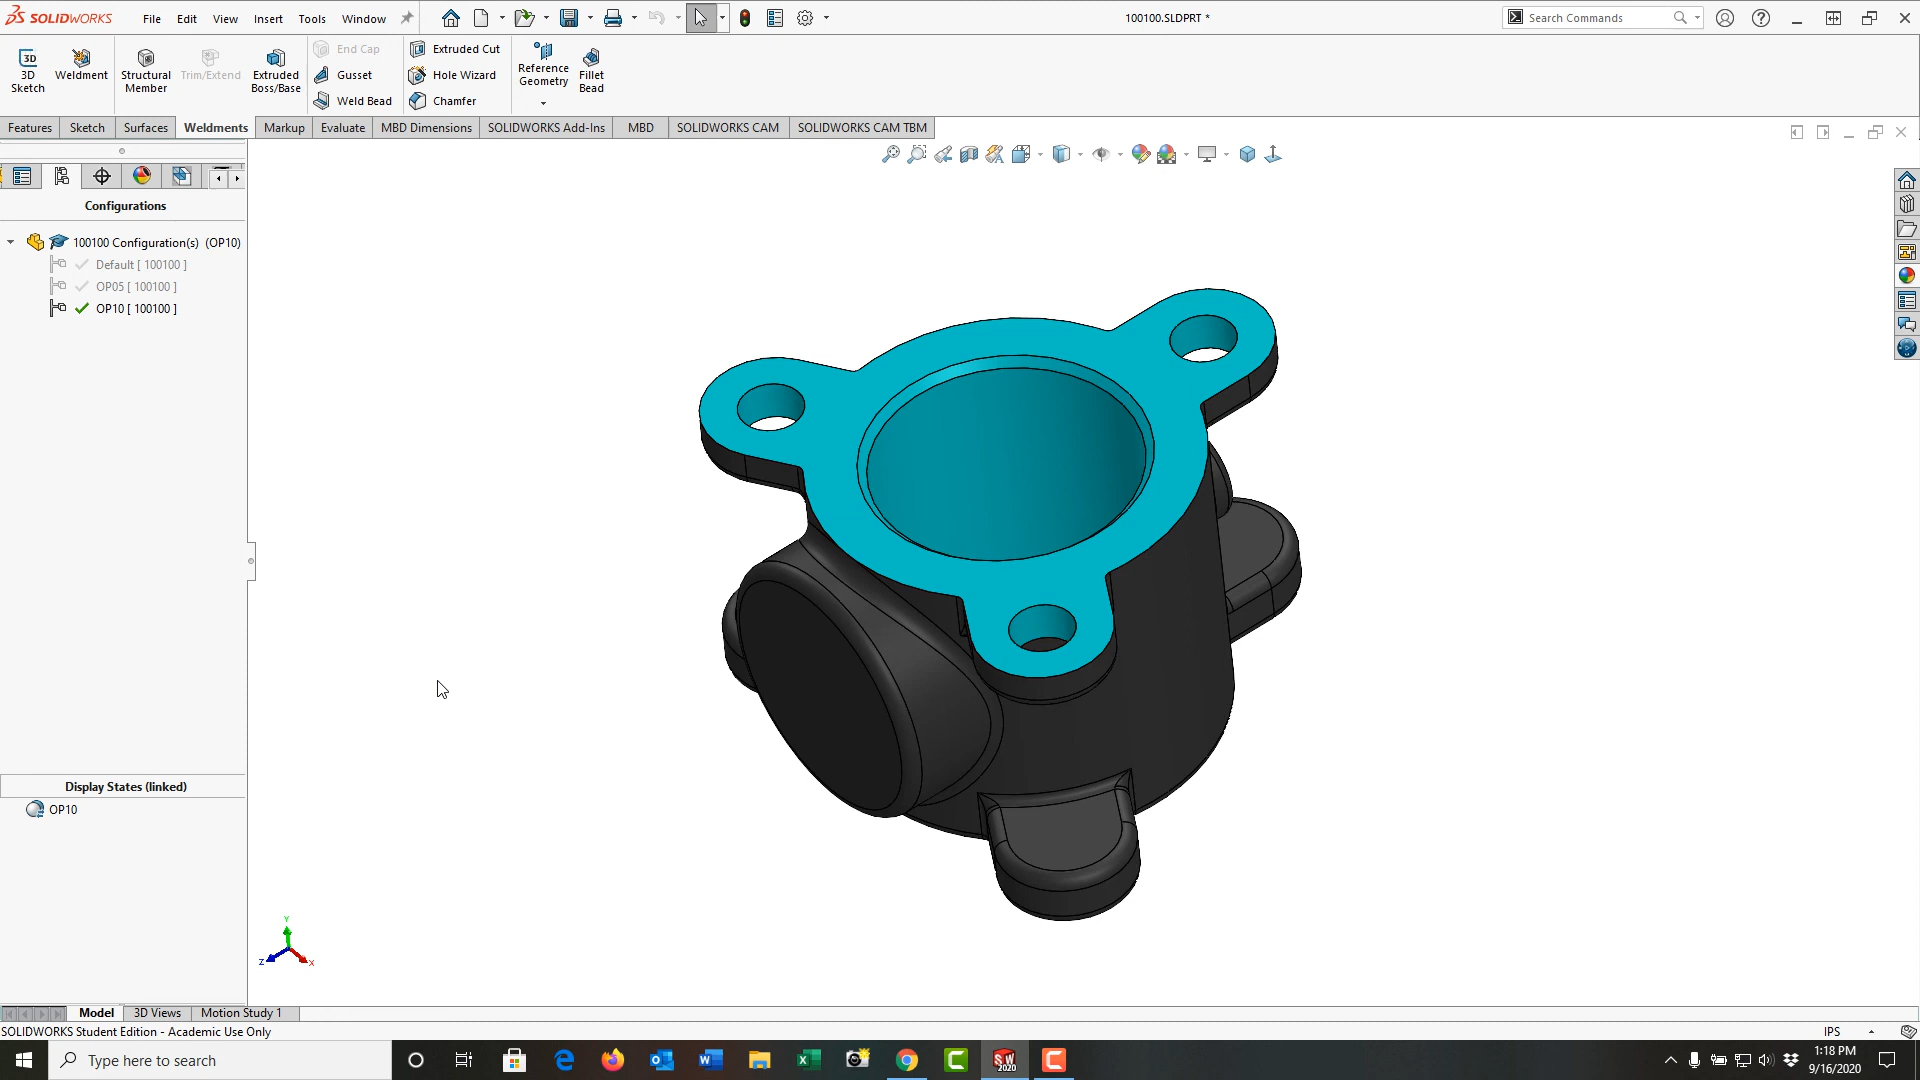 SOLIDWORKS File Edit View Insert Tools Window 100100.SLDPRT * Search Commands
3D Sketch
Weldment
Structural Member
Trim/Extend
Extruded Boss/Base
End Cap
Gusset
Weld Bead
Extruded Cut
Hole Wizard
Chamfer
Reference Geometry
Fillet Bead
Features Sketch Surfaces Weldments Markup Evaluate MBD Dimensions SOLIDWORKS Add-Ins MBD SOLIDWORKS CAM SOLIDWORKS CAM TBM
Configurations
100100 Configuration(s) (OP10)
Default [ 100100 ]
OP05 [ 100100 ]
OP10 [ 100100 ]
Display States (linked)
OP10
Y
Z
X
Model 3D Views Motion Study 1
SOLIDWORKS Student Edition - Academic Use Only
IPS
Type here to search
1:18 PM
9/16/2020